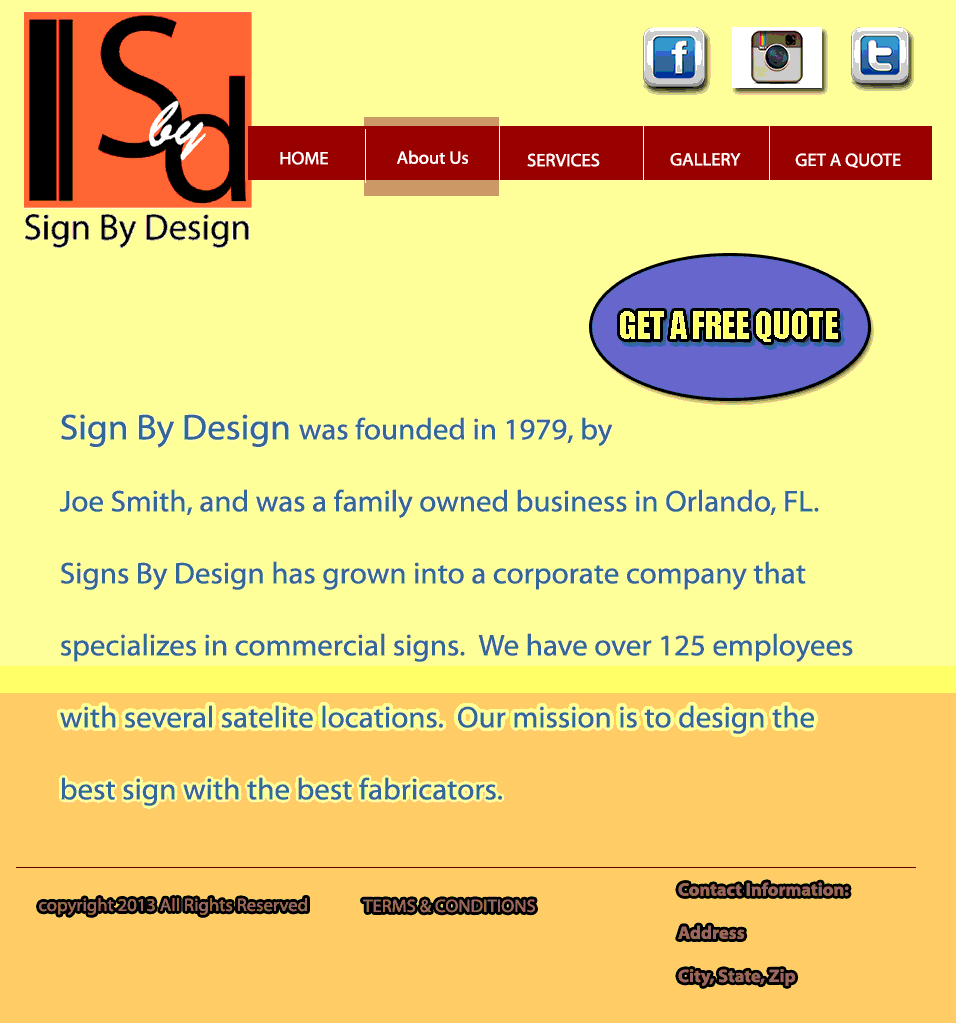 S by d
Sign By Design
HOME
About Us
SERVICES
GALLERY
GET A QUOTE
GET A FREE QUOTE
Sign By Design was founded in 1979, by
Joe Smith, and was a family owned business in Orlando, FL.
Signs By Design has grown into a corporate company that
specializes in commercial signs.  We have over 125 employees
with several satelite locations.  Our mission is to design the
best sign with the best fabricators.
copyright 2013 All Rights Reserved
TERMS & CONDITIONS
Contact Information:
Address
City, State, Zip